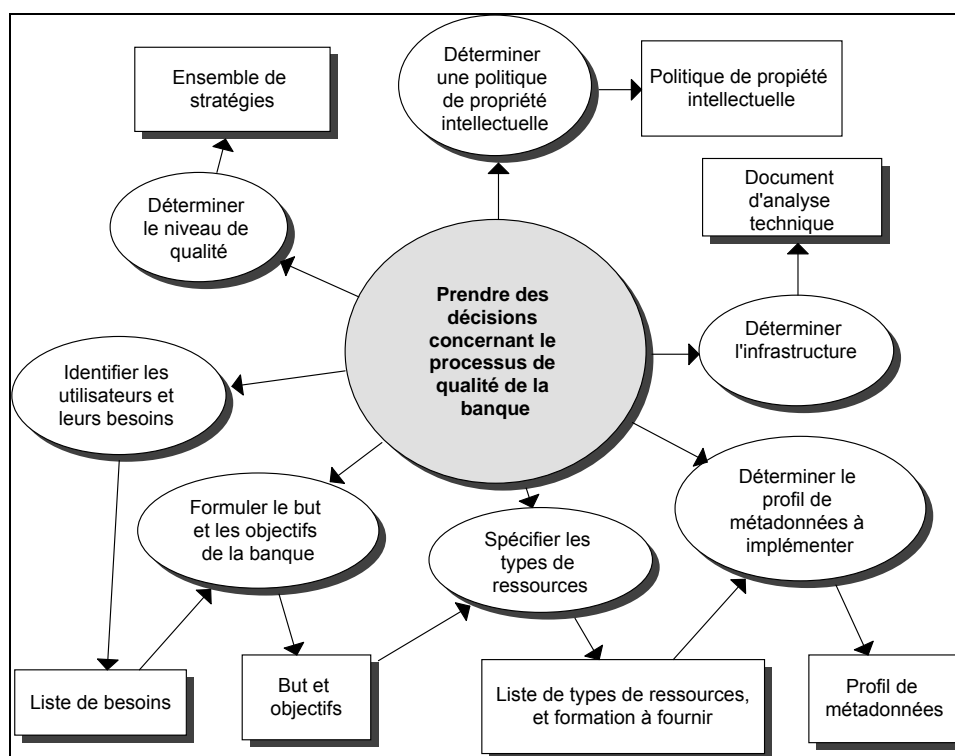 Ensemble de
stratégies
Déterminer
une politique
de propriété
intellectuelle
Politique de propiété
intellectuelle
Déterminer
le niveau de
qualité
Document
d'analyse
technique
Prendre des
décisions
concernant le
processus de
qualité de la
banque
Déterminer
l'infrastructure
Identifier les
utilisateurs et
leurs besoins
Formuler le but
et les objectifs
de la banque
Spécifier les
types de
ressources
Déterminer le
profil de
métadonnées à
implémenter
Liste de besoins
But et
objectifs
Liste de types de ressources,
et formation à fournir
Profil de
métadonnées